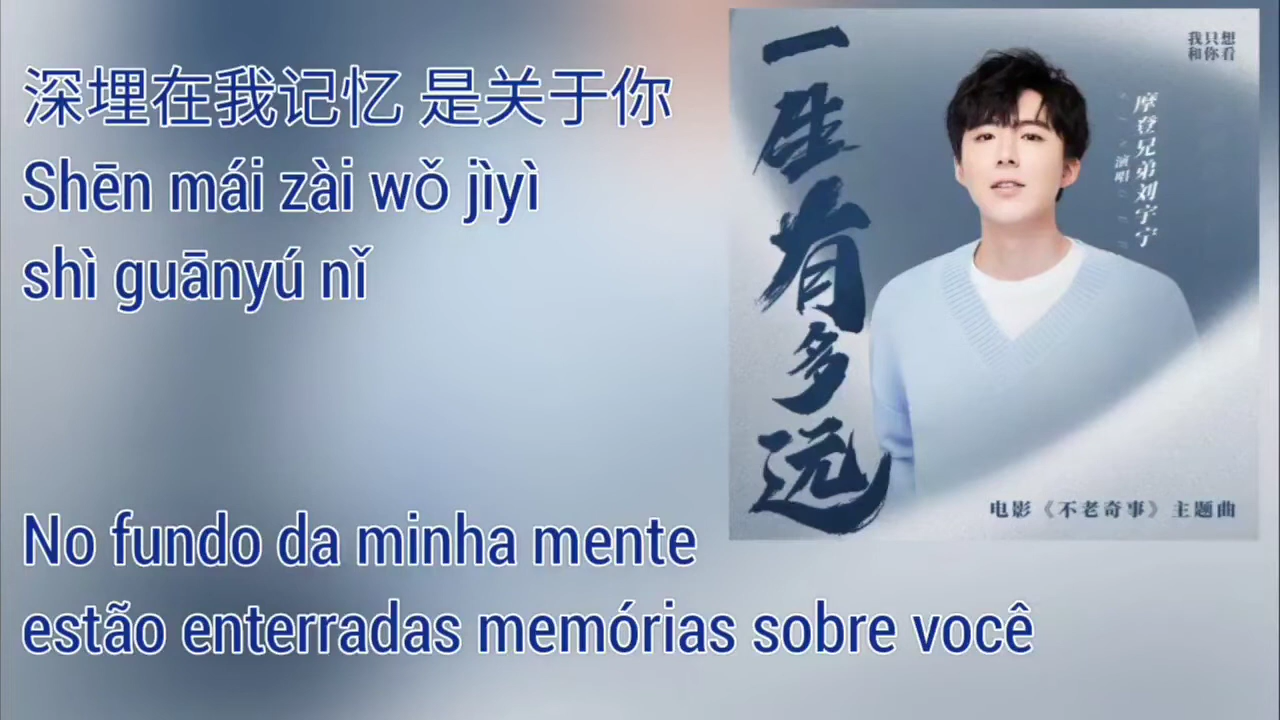 深埋在我记忆 是关于你
Shēn mái zài wǒ jìyì
shì guānyú nǐ
No fundo da minha mente
estão enterradas memórias sobre você
一生有多远
我只想
和你看
摩登兄弟刘宇宁
演唱
电影《不老奇事》主题曲